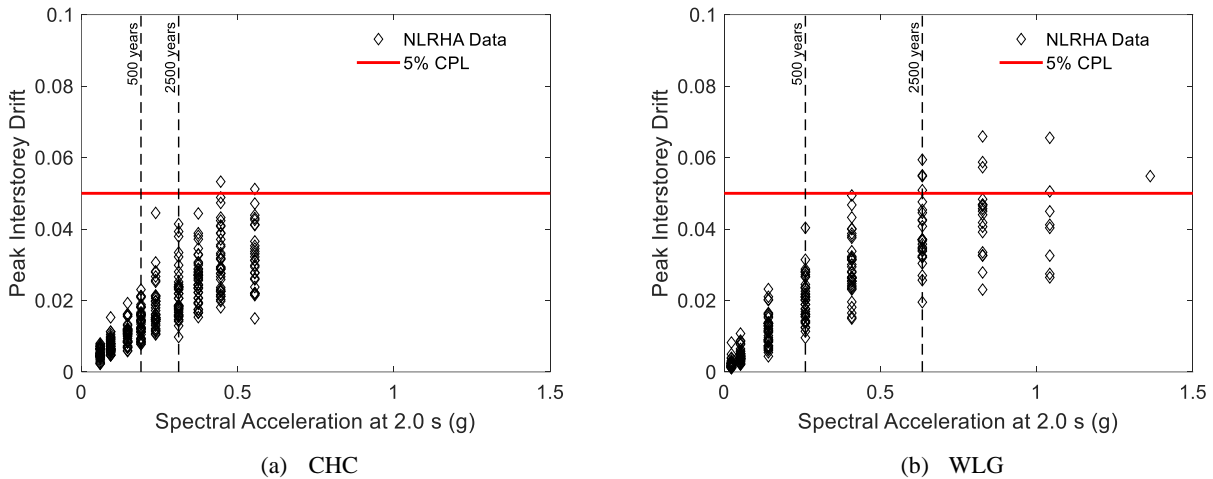 0.1
0.08
0.06
0.04
0.02
0
Peak Interstorey Drift
500 years
2500 years
NLRHA Data
5% CPL
0
0.5
1
1.5
Spectral Acceleration at 2.0 s (g)
(a) CHC
0.1
0.08
0.06
0.04
0.02
0
Peak Interstorey Drift
500 years
2500 years
NLRHA Data
5% CPL
0
0.5
1
1.5
Spectral Acceleration at 2.0 s (g)
(b) WLG